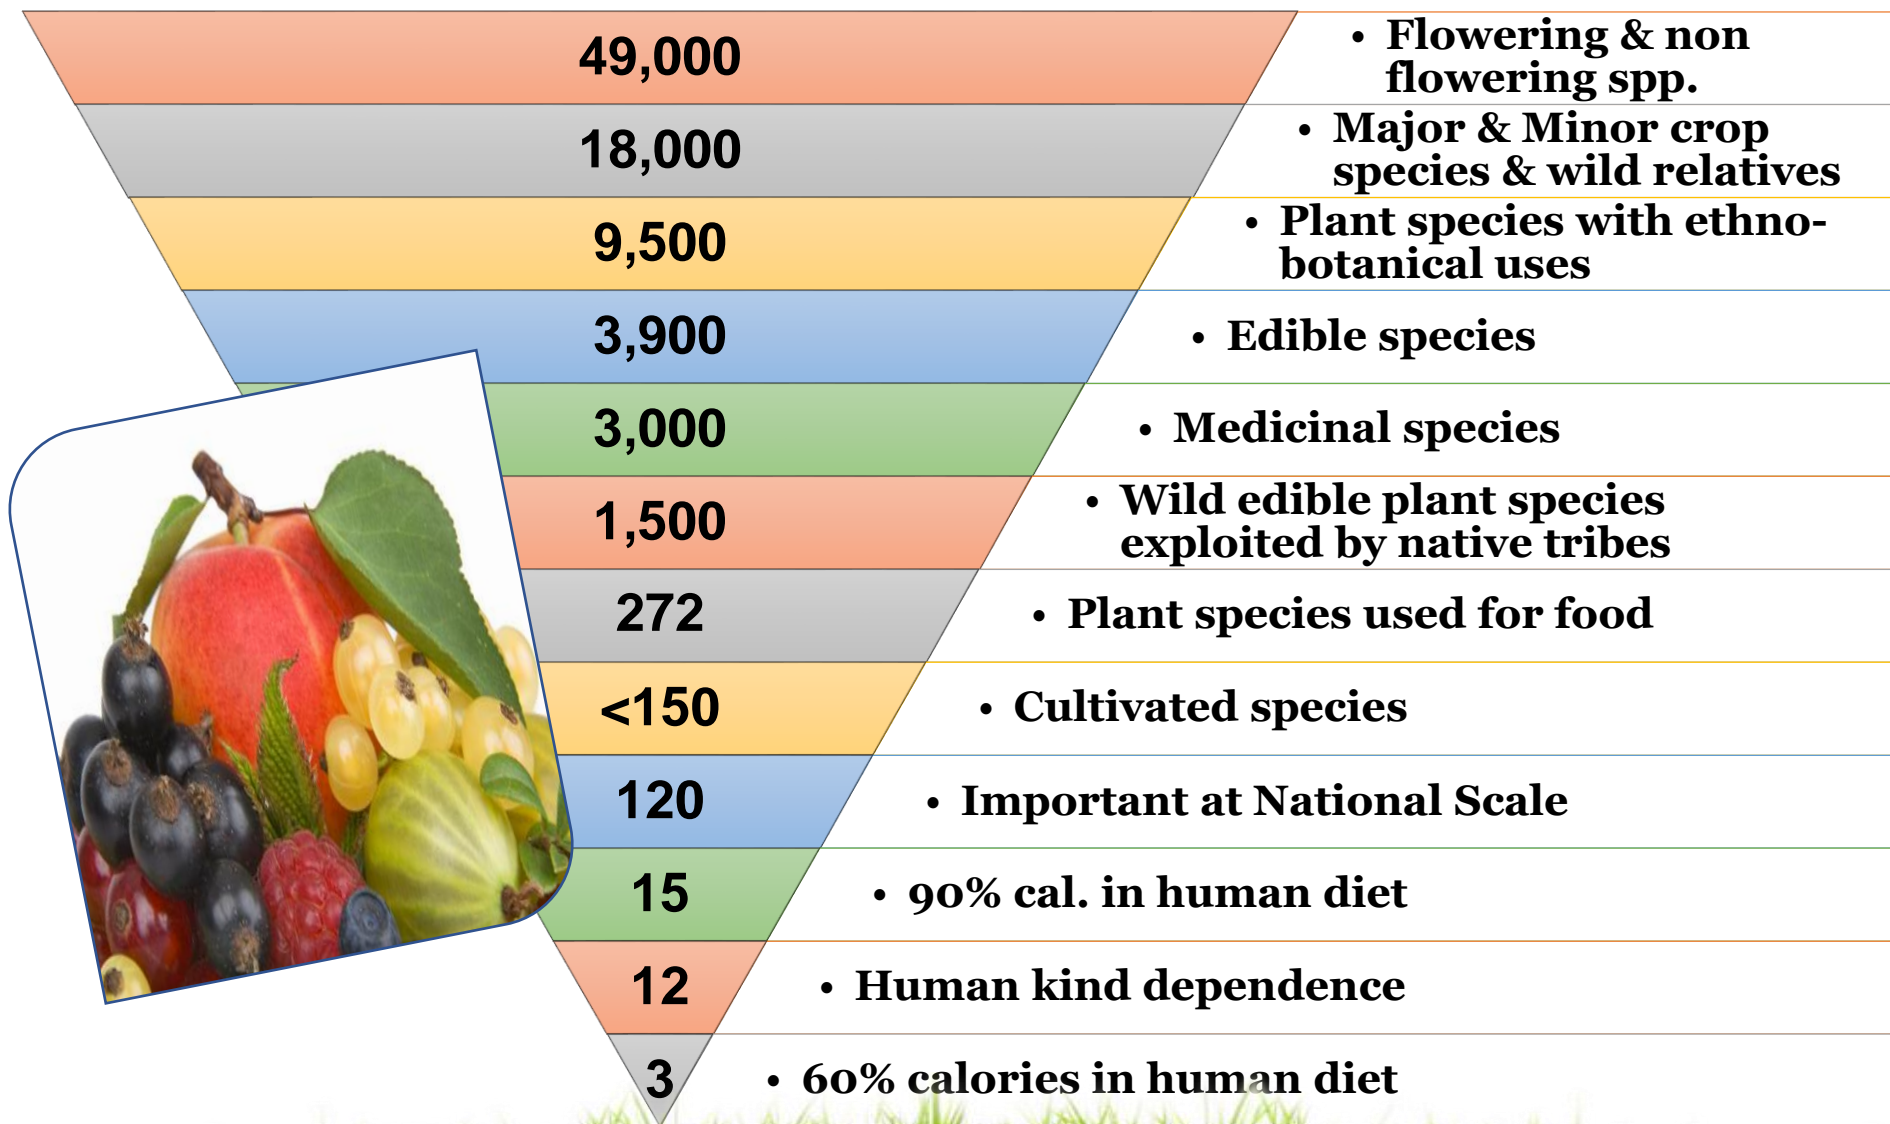 49,000
• Flowering & non
flowering spp.
18,000
• Major & Minor crop
species & wild relatives
9,500
• Plant species with ethno-
botanical uses
3,900
• Edible species
3,000
• Medicinal species
1,500
• Wild edible plant species
exploited by native tribes
272
• Plant species used for food
<150
• Cultivated species
120
• Important at National Scale
15
• 90% cal. in human diet
12
• Human kind dependence
3
• 60% calories in human diet